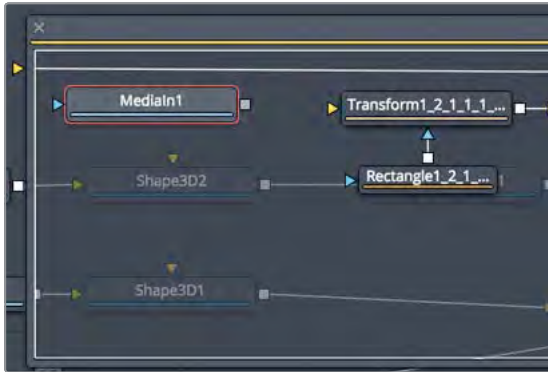 MediaIn1
Transform1_2_1_1_1_...
Shape3D2
Rectangle1_2_1_...
Shape3D1